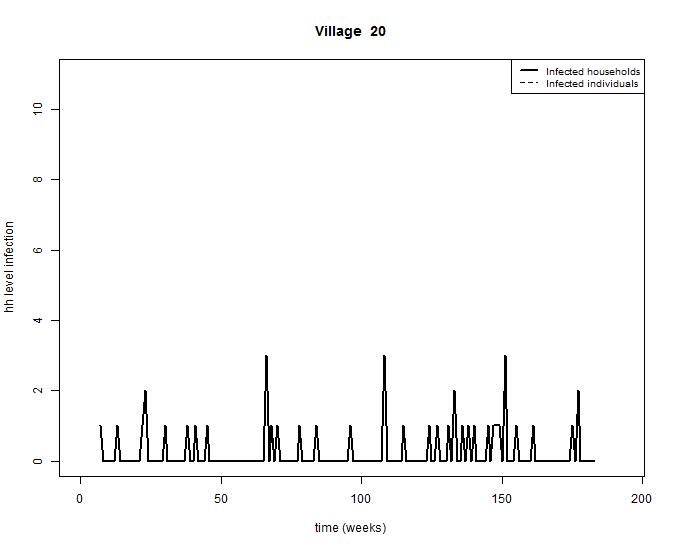 Village 20
Infected households
Infected individuals
hh level infection
10
8
6
4
2
0
0 50 100 150 200
time (weeks)